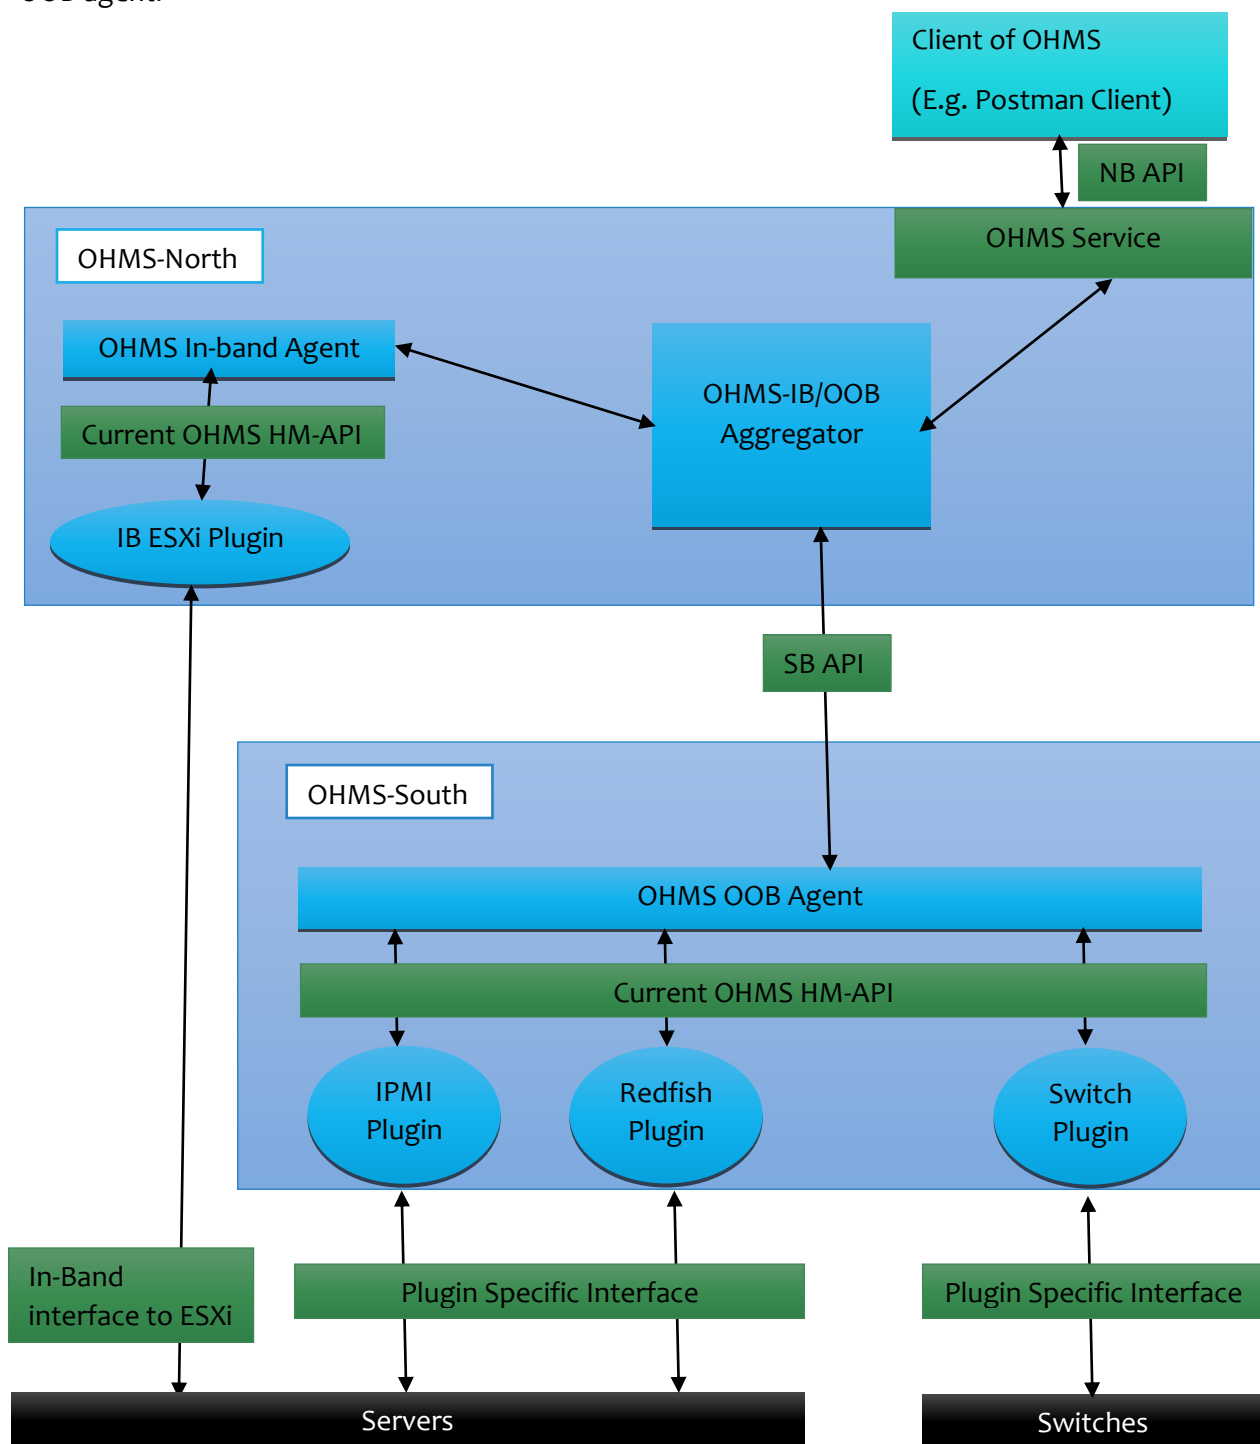 OOB agent.
Client of OHMS
(E.g. Postman Client)
NB API
OHMS Service
OHMS-North
OHMS In-band Agent
OHMS-IB/OOB
Aggregator
Current OHMS HM-API
IB ESXi Plugin
SB API
OHMS-South
OHMS OOB Agent
Current OHMS HM-API
IPMI
Plugin
Redfish
Plugin
Switch
Plugin
In-Band
interface to ESXi
Plugin Specific Interface
Plugin Specific Interface
Servers
Switches